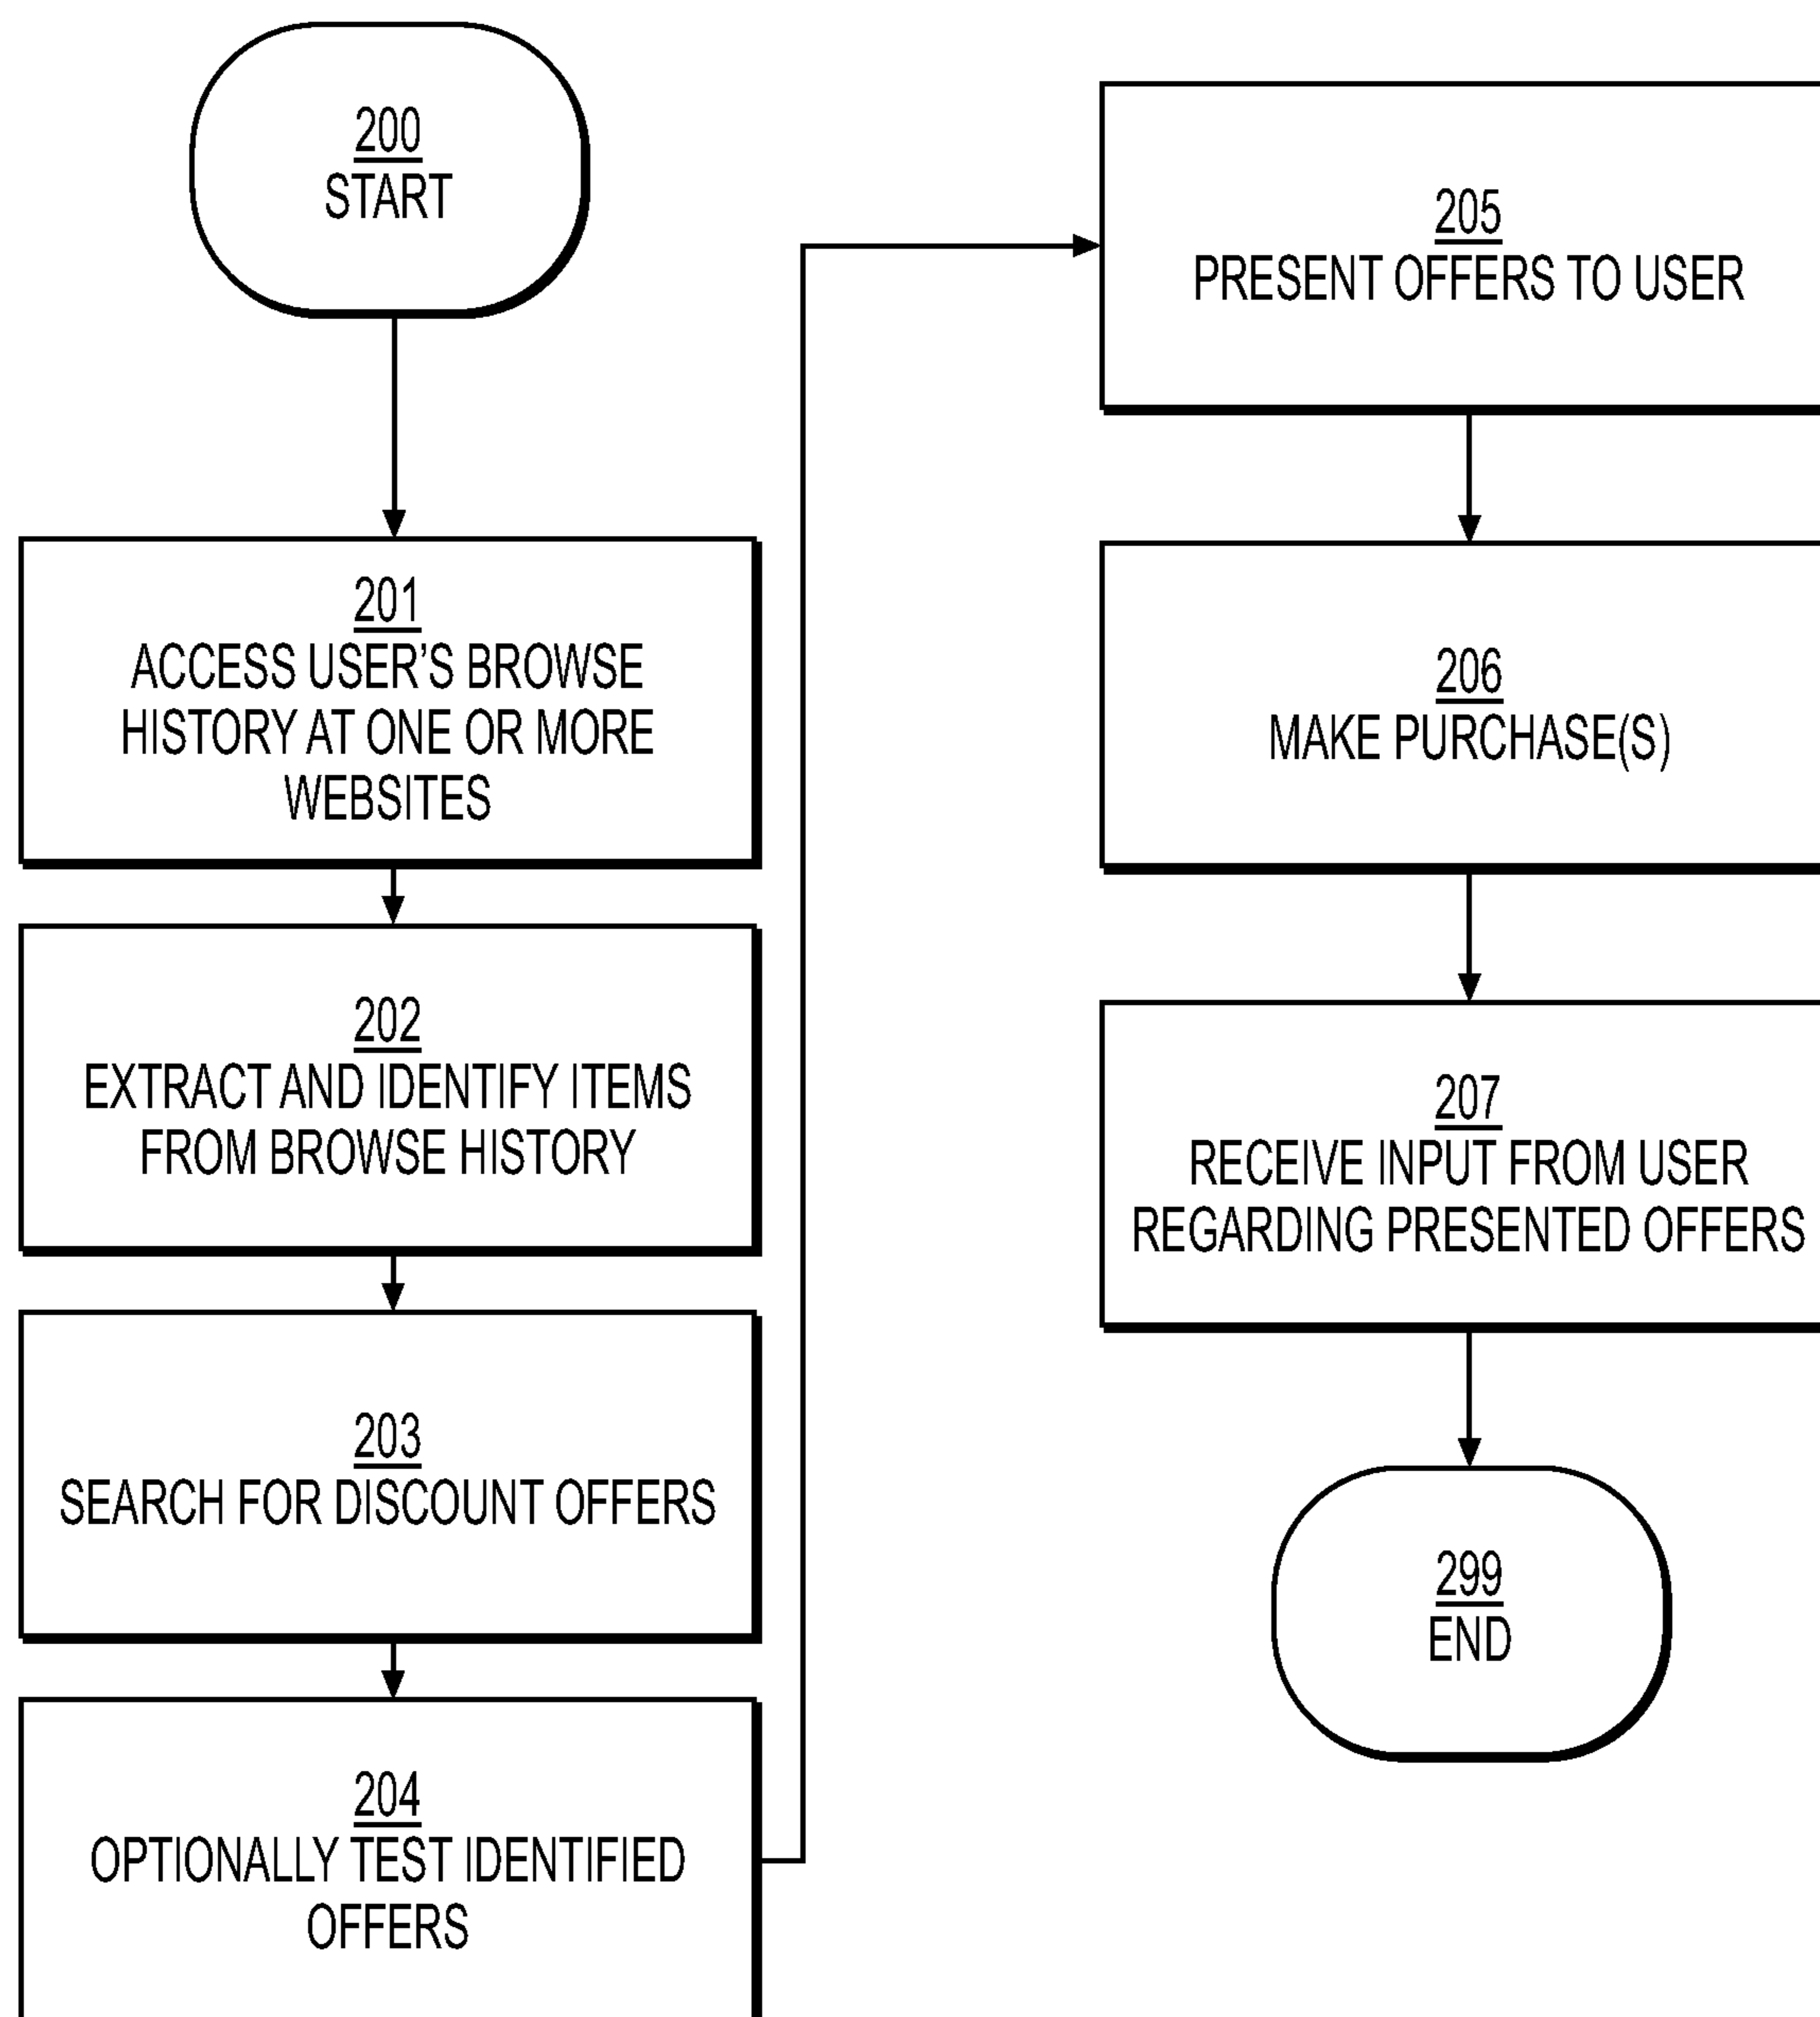 200
START
201
ACCESS USER'S BROWSE
HISTORY AT ONE OR MORE
WEBSITES
202
EXTRACT AND IDENTIFY ITEMS
FROM BROWSE HISTORY
203
SEARCH FOR DISCOUNT OFFERS
204
OPTIONALLY TEST IDENTIFIED
OFFERS
205
PRESENT OFFERS TO USER
206
MAKE PURCHASE(S)
207
RECEIVE INPUT FROM USER
REGARDING PRESENTED OFFERS
299
END